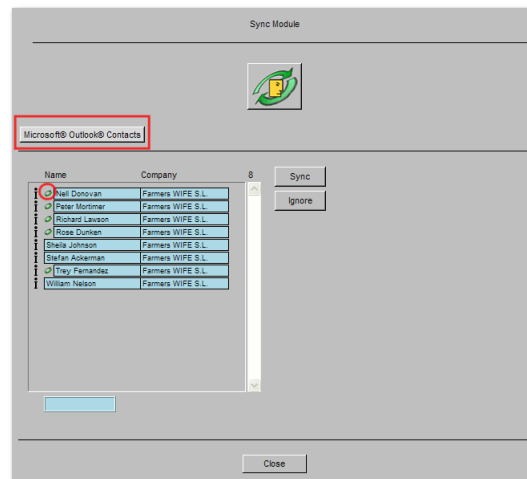 Sync Module
Microsoft® Outlook® Contacts
Name Company 8 Sync
Nell Donovan Farmers WIFE S.L.
Ignore
Peter Mortimer Farmers WIFE S.L.
Richard Lawson Farmers WIFE S.L.
Rose Dunken Farmers WIFE S.L.
Sheila Johnson Farmers WIFE S.L.
Stefan Ackerman Farmers WIFE S.L.
Trey Fernandez Farmers WIFE S.L.
William Nelson Farmers WIFE S.L.
Close